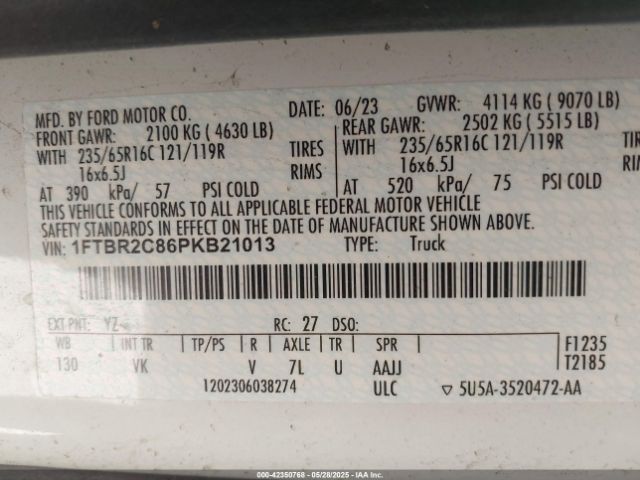 MFD. BY FORD MOTOR CO. DATE: 06/23 GVWR: 4114 KG ( 9070 LB)
FRONT GAWR: 2100 KG ( 4630 LB) REAR GAWR: 2502 KG ( 5515 LB)
WITH 235/65R16C 121/119R TIRES WITH 235/65R16C 121/119R TIRES
16x6.5J RIMS 16x6.5J RIMS
AT 390 kPa/ 57 PSI COLD AT 520 kPa/ 75 PSI COLD
THIS VEHICLE CONFORMS TO ALL APPLICABLE FEDERAL MOTOR VEHICLE
SAFETY STANDARDS IN EFFECT ON THE DATE OF MANUFACTURE SHOWN ABOVE.
VIN: 1FTBR2C86PKB21013 TYPE: Truck
EXT PNT: YZ RC: 27 DSO:
WB INT TR TP/PS R AXLE TR SPR F1235
130 VK V 7L U AAJJ T2185
1202306038274 ULC ▽ 5U5A-3520472-AA
000-42350768 - 05/28/2025 - IAAI.COM